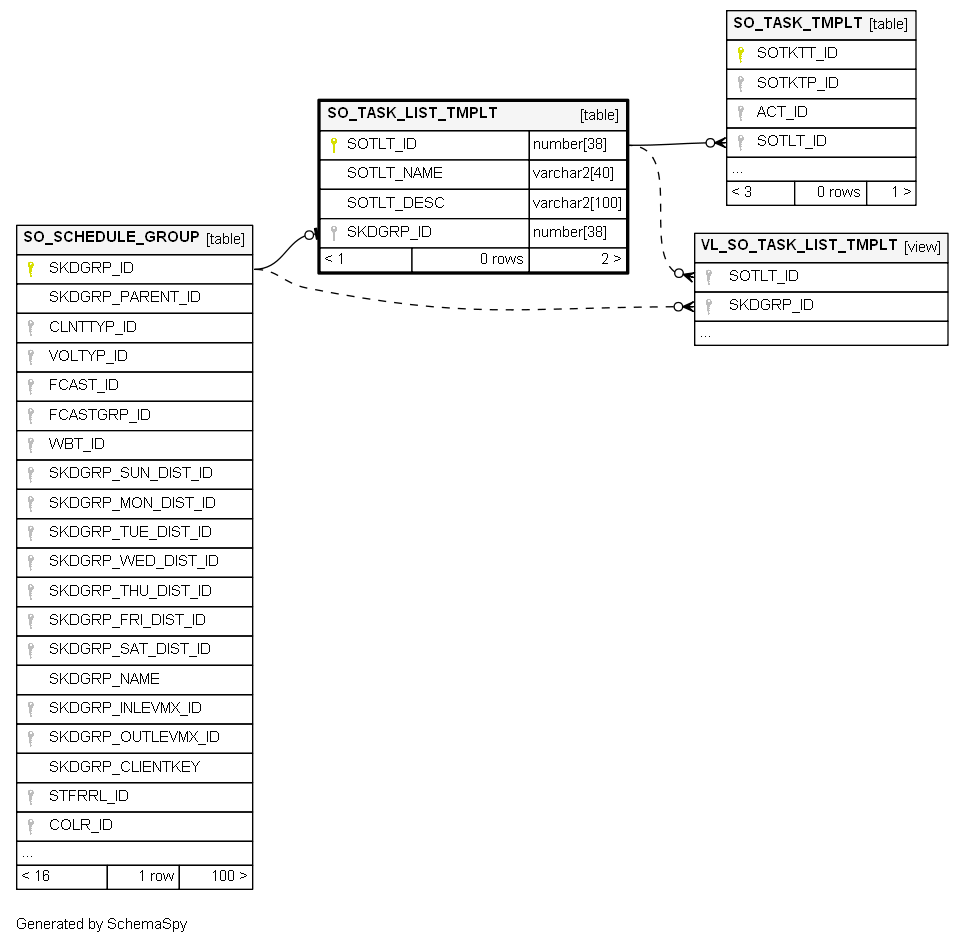 SO_TASK_TMPLT [table]
SOTKTT_ID
SOTKTP_ID
ACT_ID
SOTLT_ID
...
< 3 0 rows 1 >
SO_TASK_LIST_TMPLT [table]
SOTLT_ID number[38]
SOTLT_NAME varchar2[40]
SOTLT_DESC varchar2[100]
SKDGRP_ID number[38]
< 1 0 rows 2 >
VL_SO_TASK_LIST_TMPLT [view]
SOTLT_ID
SKDGRP_ID
...
SO_SCHEDULE_GROUP [table]
SKDGRP_ID
SKDGRP_PARENT_ID
CLNTTYP_ID
VOLTYP_ID
FCAST_ID
FCASTGRP_ID
WBT_ID
SKDGRP_SUN_DIST_ID
SKDGRP_MON_DIST_ID
SKDGRP_TUE_DIST_ID
SKDGRP_WED_DIST_ID
SKDGRP_THU_DIST_ID
SKDGRP_FRI_DIST_ID
SKDGRP_SAT_DIST_ID
SKDGRP_NAME
SKDGRP_INLEVMX_ID
SKDGRP_OUTLEVMX_ID
SKDGRP_CLIENTKEY
STFRRL_ID
COLR_ID
...
< 16 1 row 100 >
Generated by SchemaSpy